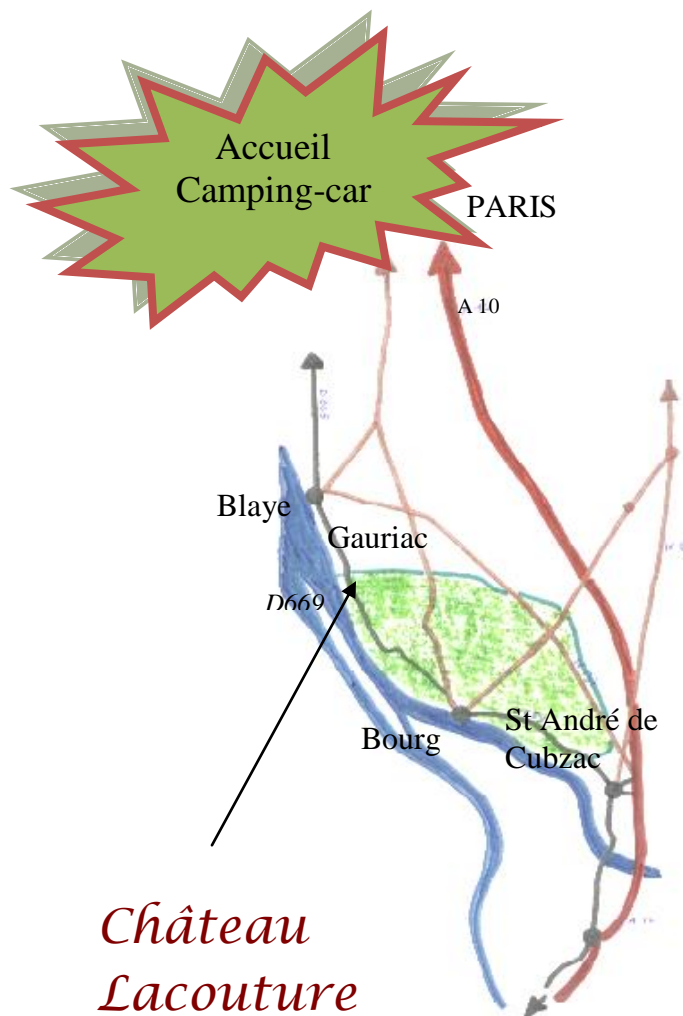 Accueil
Camping-car
PARIS
A 10
Blaye
Gauriac
D669
St André de
Cubzac
Bourg
Château
Lacouture